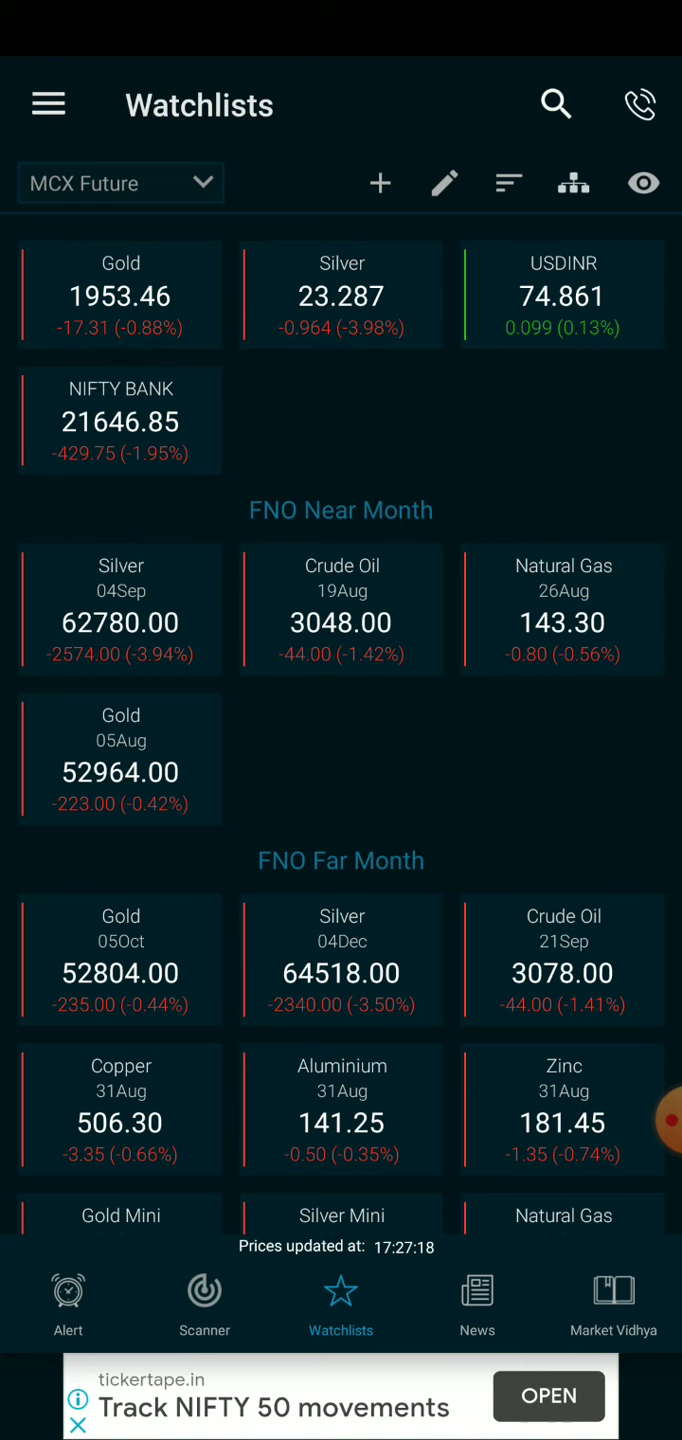 Watchlists
MCX Future
Gold
1953.46
-17.31 (-0.88%)
Silver
23.287
-0.964 (-3.98%)
USDINR
74.861
0.099 (0.13%)
NIFTY BANK
21646.85
-429.75 (-1.95%)
FNO Near Month
Silver
04Sep
62780.00
-2574.00 (-3.94%)
Crude Oil
19Aug
3048.00
-44.00 (-1.42%)
Natural Gas
26Aug
143.30
-0.80 (-0.56%)
Gold
05Aug
52964.00
-223.00 (-0.42%)
FNO Far Month
Gold
05Oct
52804.00
-235.00 (-0.44%)
Silver
04Dec
64518.00
-2340.00 (-3.50%)
Crude Oil
21Sep
3078.00
-44.00 (-1.41%)
Copper
31Aug
506.30
-3.35 (-0.66%)
Aluminium
31Aug
141.25
-0.50 (-0.35%)
Zinc
31Aug
181.45
-1.35 (-0.74%)
Gold Mini
Silver Mini
Natural Gas
Prices updated at: 17:27:18
Alert
Scanner
Watchlists
News
Market Vidhya
tickertape.in
Track NIFTY 50 movements
OPEN